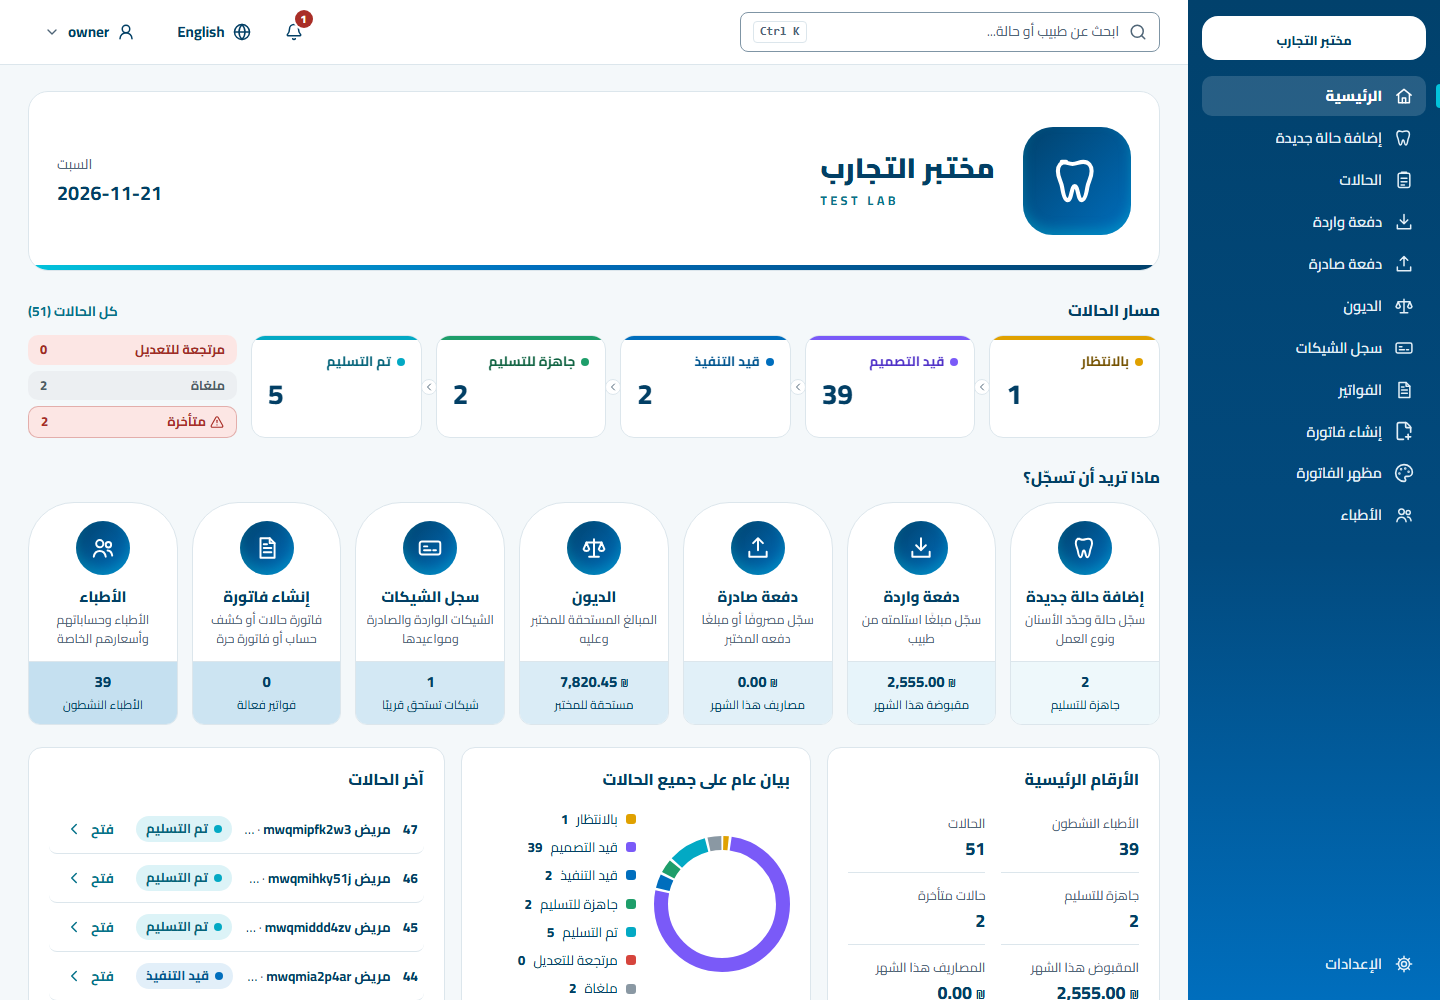 مختبر التجارب
الرئيسية
إضافة حالة جديدة
الحالات
دفعة واردة
دفعة صادرة
الديون
سجل الشيكات
الفواتير
إنشاء فاتورة
مظهر الفاتورة
الأطباء
الإعدادات
ابحث عن طبيب أو حالة...
Ctrl K
1
English
owner
مختبر التجارب
TEST LAB
السبت
2026-11-21
مسار الحالات
كل الحالات (51)
بالانتظار
1
قيد التصميم
39
قيد التنفيذ
2
جاهزة للتسليم
2
تم التسليم
5
مرتجعة للتعديل 0
ملغاة 2
متأخرة 2
ماذا تريد أن تسجّل؟
إضافة حالة جديدة
سجّل حالة وحدّد الأسنان
ونوع العمل
2
جاهزة للتسليم
دفعة واردة
سجّل مبلغًا استلمته من
طبيب
2,555.00 ₪
مقبوضة هذا الشهر
دفعة صادرة
سجّل مصروفًا أو مبلغًا
دفعه المختبر
0.00 ₪
مصاريف هذا الشهر
الديون
المبالغ المستحقة للمختبر
وعليه
7,820.45 ₪
مستحقة للمختبر
سجل الشيكات
الشيكات الواردة والصادرة
ومواعيدها
1
شيكات تستحق قريبًا
إنشاء فاتورة
فاتورة حالات أو كشف
حساب أو فاتورة حرة
0
فواتير فعالة
الأطباء
الأطباء وحساباتهم
وأسعارهم الخاصة
39
الأطباء النشطون
الأرقام الرئيسية
الأطباء النشطون
39
الحالات
51
جاهزة للتسليم
2
حالات متأخرة
2
المقبوض هذا الشهر
2,555.00 ₪
المصاريف هذا الشهر
0.00 ₪
بيان عام على جميع الحالات
بالانتظار 1
قيد التصميم 39
قيد التنفيذ 2
جاهزة للتسليم 2
تم التسليم 5
مرتجعة للتعديل 0
ملغاة 2
آخر الحالات
47 مريض mwqmipfk2w3 · ... تم التسليم فتح
46 مريض mwqmihky51j · ... تم التسليم فتح
45 مريض mwqmiddd4zv · ... تم التسليم فتح
44 مريض mwqmia2p4ar · ... قيد التنفيذ فتح